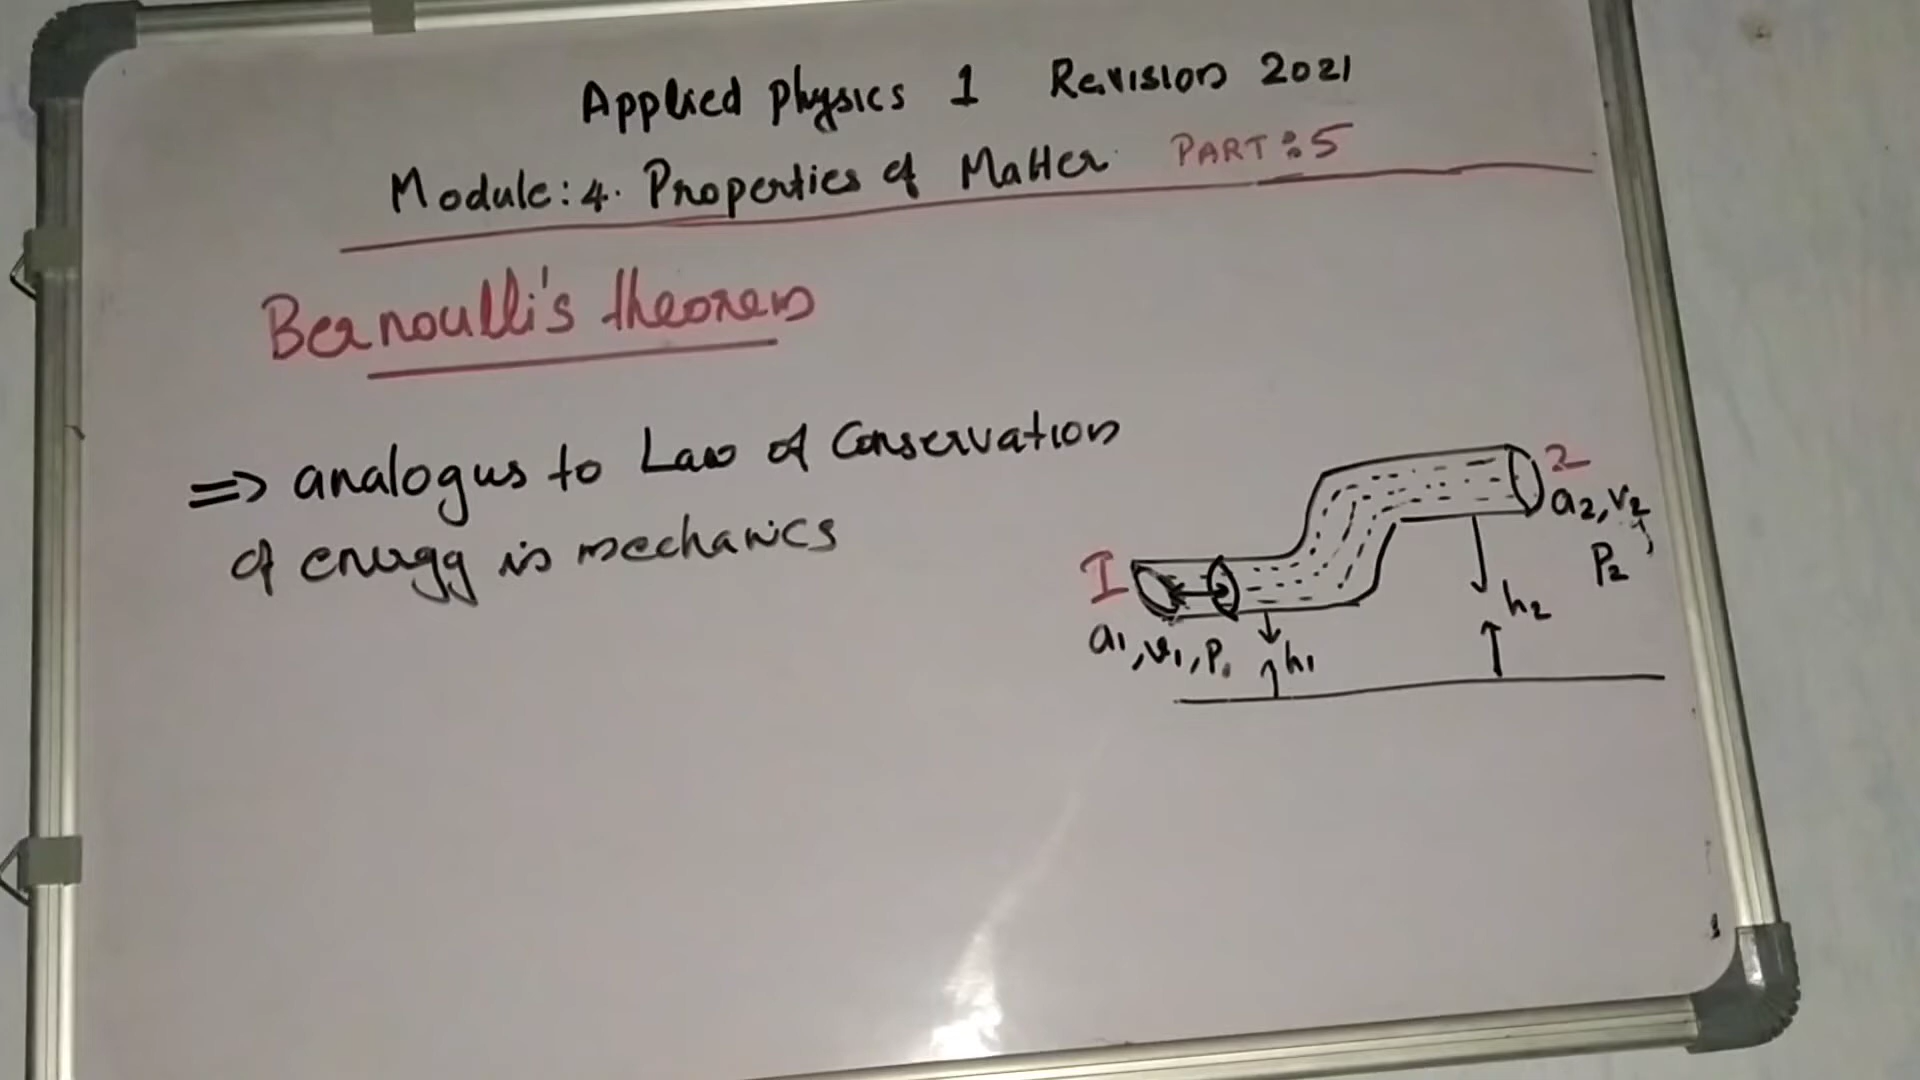 Applied physics 1 Revision 2021
Module: 4. Properties of Matter PART: 5
Bernoulli's theorem
⇒ analogus to Law of Conservation
of energy in mechanics
I
a1, v1, P1
h1
2
a2, v2
P2
h2